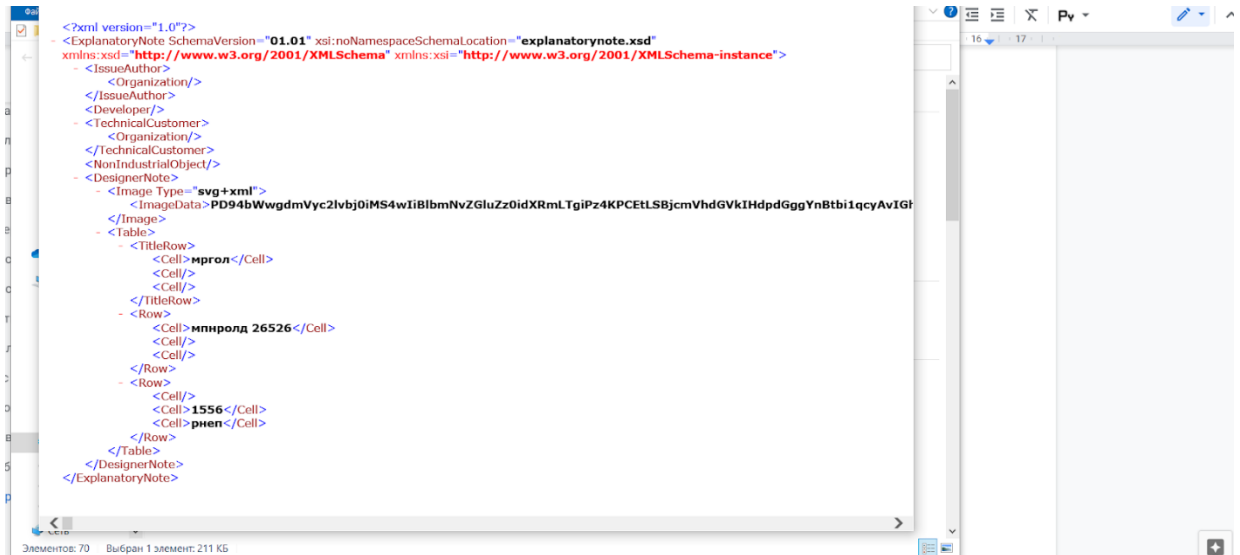 Фай
16 17
<?xml version="1.0"?>
- <ExplanatoryNote SchemaVersion="01.01" xsi:noNamespaceSchemaLocation="explanatorynote.xsd"
xmlns:xsd="http://www.w3.org/2001/XMLSchema" xmlns:xsi="http://www.w3.org/2001/XMLSchema-instance">
- <IssueAuthor>
<Organization/>
</IssueAuthor>
<Developer/>
- <TechnicalCustomer>
<Organization/>
</TechnicalCustomer>
<NonIndustrialObject/>
- <DesignerNote>
- <Image Type="svg+xml">
<ImageData>PD94bWwgdmVyc2lvbj0iMS4wIiBlbmNvZGluZz0idXRmLTgiPz4KPCEtLSBjcmVhdGVkIHdpdGggYnBtbi1qcyAvIGh
</Image>
- <Table>
- <TitleRow>
<Cell>мргол</Cell>
<Cell/>
<Cell/>
</TitleRow>
- <Row>
<Cell>мпнролд 26526</Cell>
<Cell/>
<Cell/>
</Row>
- <Row>
<Cell/>
<Cell>1556</Cell>
<Cell>рнеп</Cell>
</Row>
</Table>
</DesignerNote>
</ExplanatoryNote>
Сеть
Элементов: 70 Выбран 1 элемент: 211 КБ